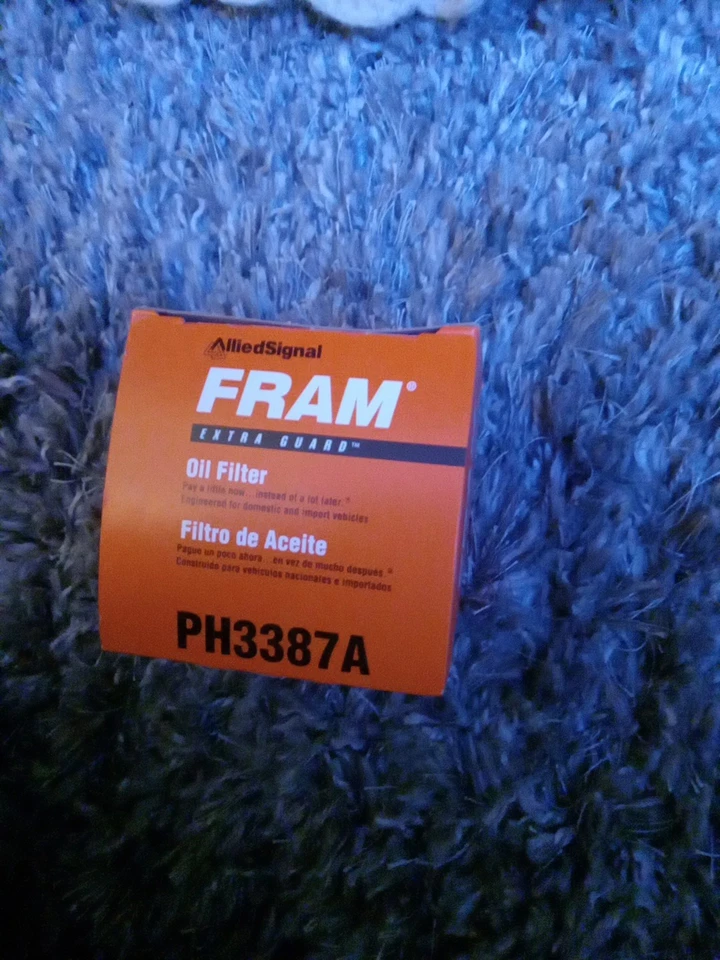 AlliedSignal
FRAM®
EXTRA GUARD™
Oil Filter
Pay a little now... instead of a lot later.®
Engineered for domestic and import vehicles
Filtro de Aceite
Pague un poco ahora... en vez de mucho después.®
Construido para vehículos nacionales e importados
PH3387A